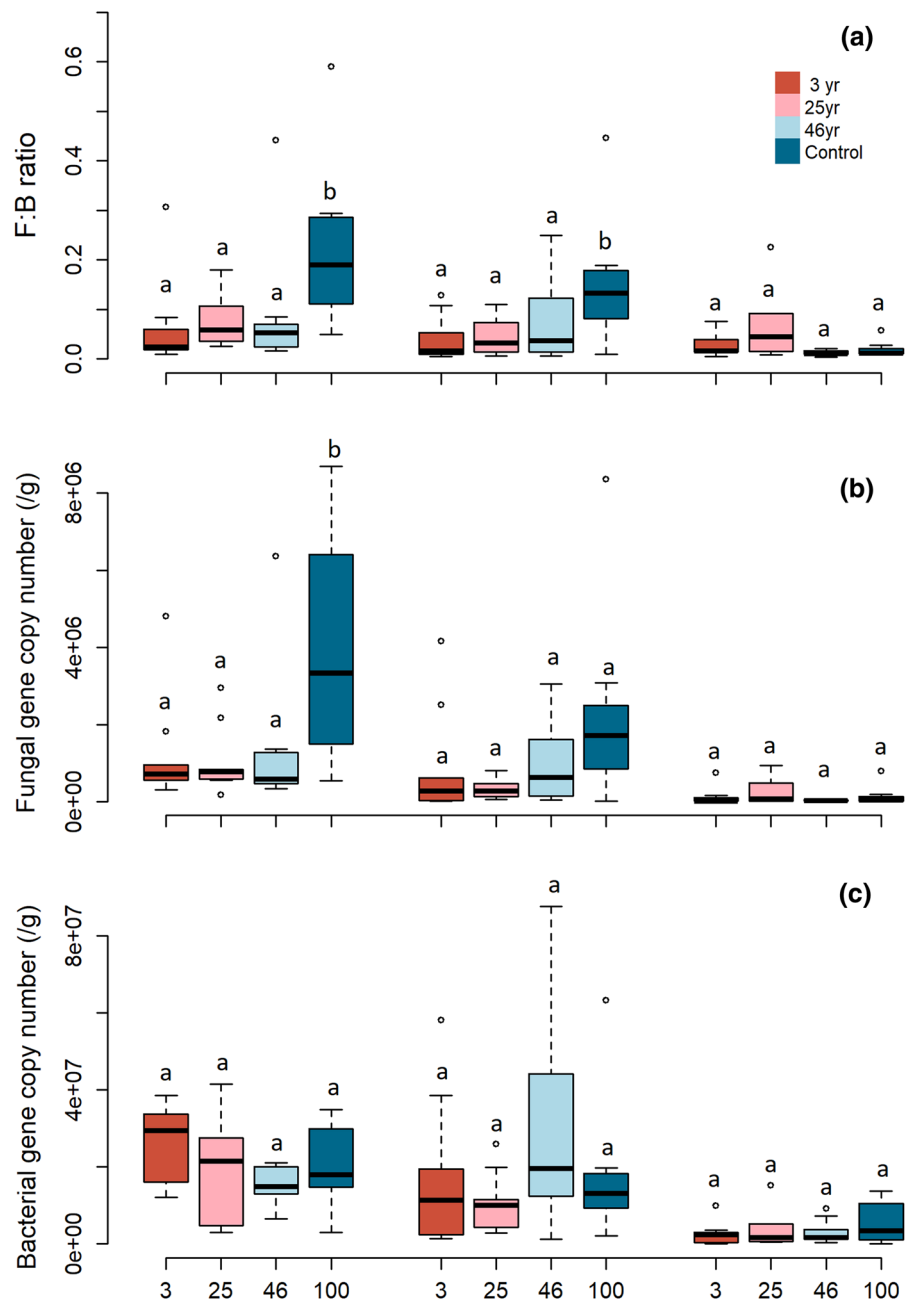 (a)
F:B ratio
0.6
0.4
0.2
0.0
3 yr
25yr
46yr
Control
a
a
a
b
a
a
a
b
a
a
a
a
(b)
Fungal gene copy number (/g)
8e+06
4e+06
0e+00
a
a
a
b
a
a
a
a
a
a
a
a
(c)
Bacterial gene copy number (/g)
8e+07
4e+07
0e+00
a
a
a
a
a
a
a
a
a
a
a
a
3 25 46 100 3 25 46 100 3 25 46 100